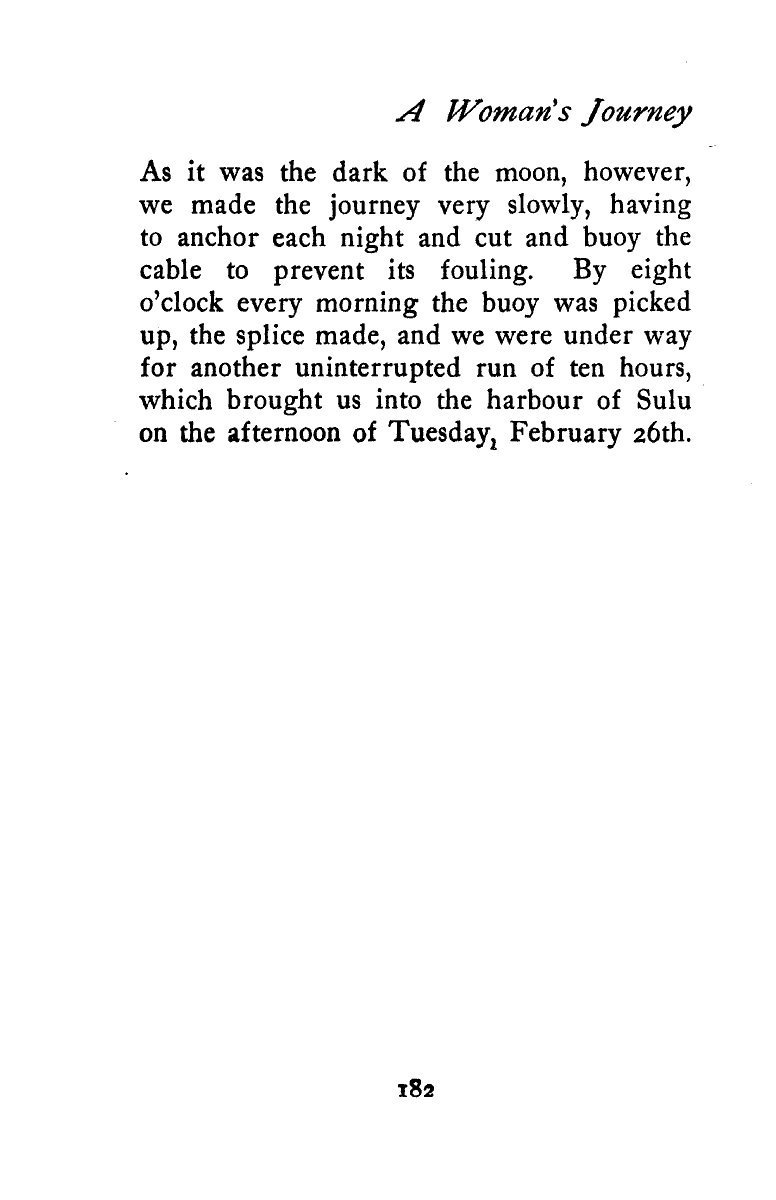 A Woman's Journey
As it was the dark of the moon, however,
we made the journey very slowly, having
to anchor each night and cut and buoy the
cable to prevent its fouling. By eight
o'clock every morning the buoy was picked
up, the splice made, and we were under way
for another uninterrupted run of ten hours,
which brought us into the harbour of Sulu
on the afternoon of Tuesday, February 26th.
182